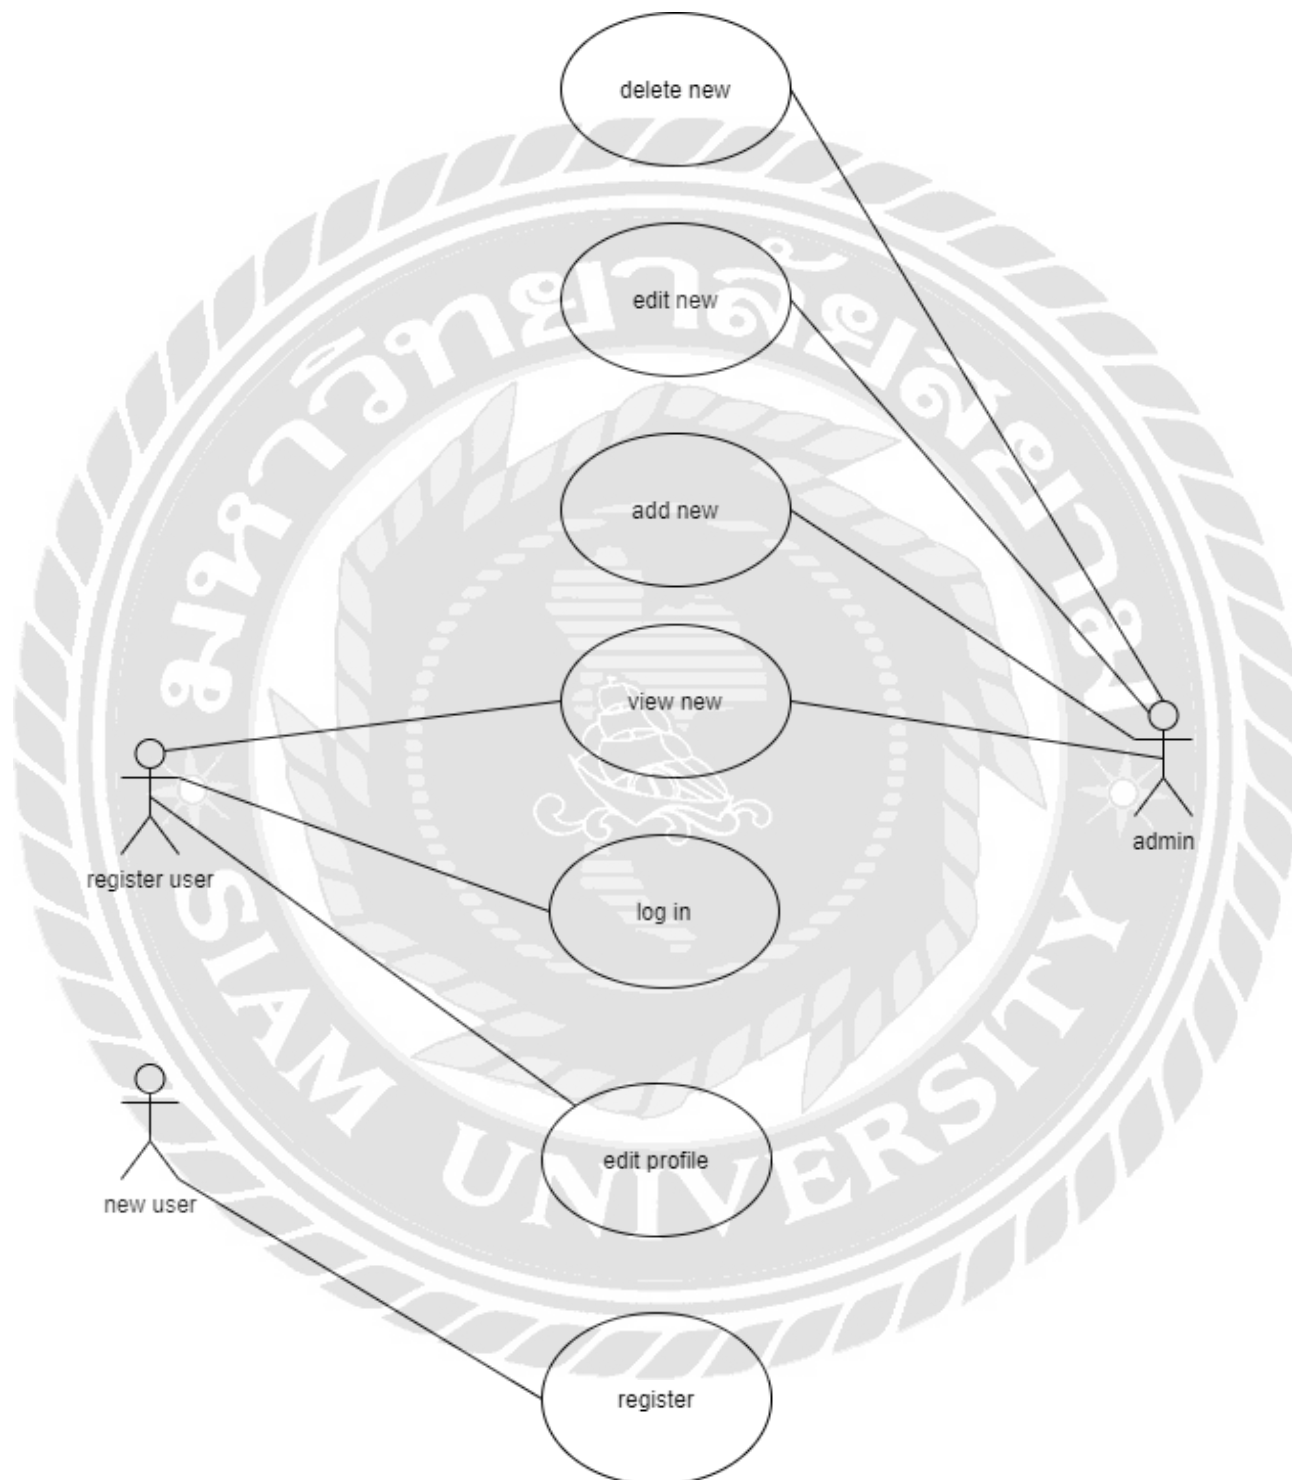 delete new
edit new
มหาวิทยาลัยสยาม
add new
view new
admin
register user
log in
SIAM UNIVERSITY
edit profile
new user
register